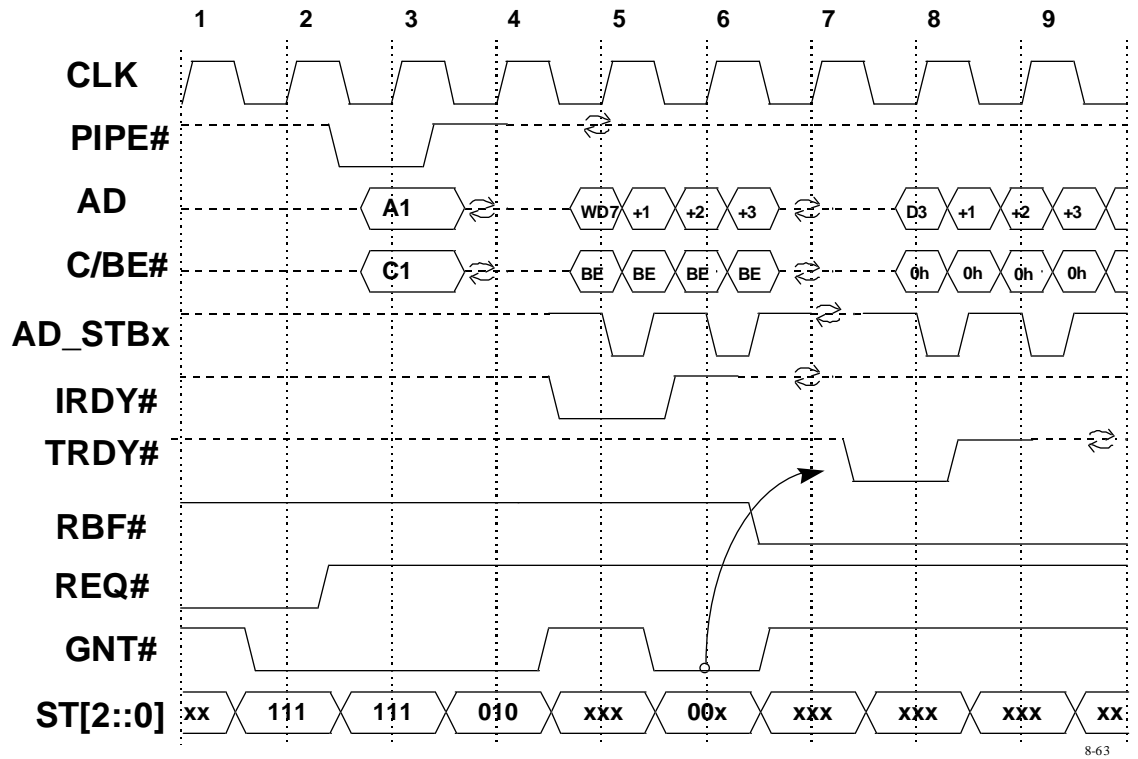 1 2 3 4 5 6 7 8 9
CLK
PIPE#
AD A1 WD7 +1 +2 +3 D3 +1 +2 +3
C/BE# C1 BE BE BE BE 0h 0h 0h 0h
AD_STBx
IRDY#
TRDY#
RBF#
REQ#
GNT#
ST[2::0] xx 111 111 010 xxx 00x xxx xxx xxx xx
8-63